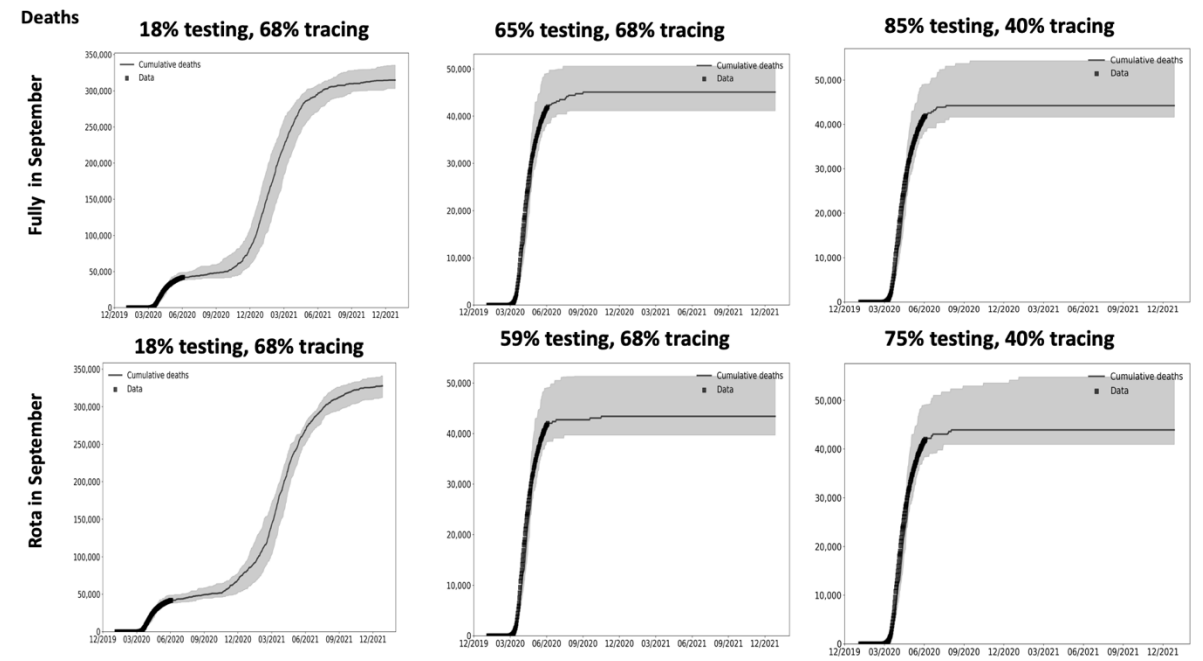 Deaths
18% testing, 68% tracing
65% testing, 68% tracing
85% testing, 40% tracing
Fully in September
350,000
300,000
250,000
200,000
150,000
100,000
50,000
0
Cumulative deaths
Data
12/2019 03/2020 06/2020 09/2020 12/2020 03/2021 06/2021 09/2021 12/2021
50,000
40,000
30,000
20,000
10,000
0
Cumulative deaths
Data
12/2019 03/2020 06/2020 09/2020 12/2020 03/2021 06/2021 09/2021 12/2021
50,000
40,000
30,000
20,000
10,000
0
Cumulative deaths
Data
12/2019 03/2020 06/2020 09/2020 12/2020 03/2021 06/2021 09/2021 12/2021
18% testing, 68% tracing
59% testing, 68% tracing
75% testing, 40% tracing
Rota in September
350,000
300,000
250,000
200,000
150,000
100,000
50,000
0
Cumulative deaths
Data
12/2019 03/2020 06/2020 09/2020 12/2020 03/2021 06/2021 09/2021 12/2021
50,000
40,000
30,000
20,000
10,000
0
Cumulative deaths
Data
12/2019 03/2020 06/2020 09/2020 12/2020 03/2021 06/2021 09/2021 12/2021
50,000
40,000
30,000
20,000
10,000
0
Cumulative deaths
Data
12/2019 03/2020 06/2020 09/2020 12/2020 03/2021 06/2021 09/2021 12/2021